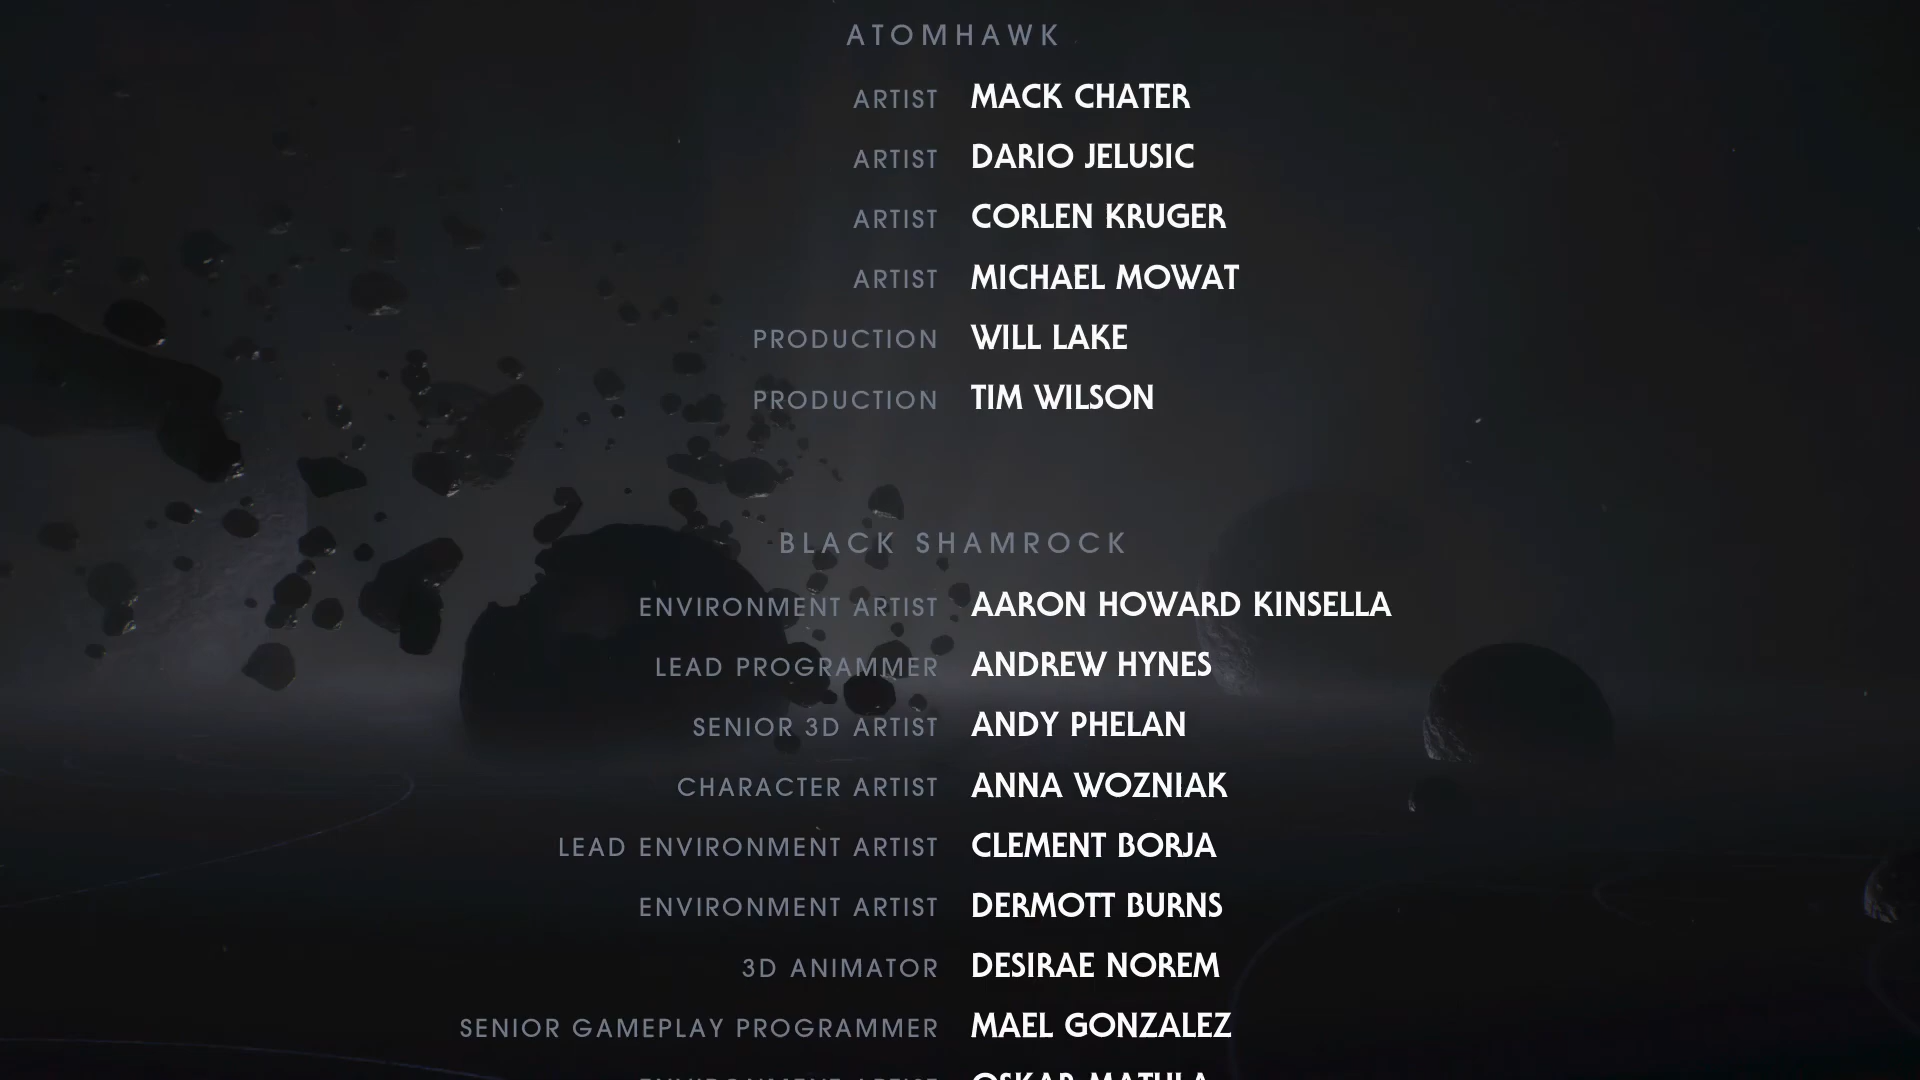 ATOMHAWK
ARTIST MACK CHATER
ARTIST DARIO JELUSIC
ARTIST CORLEN KRUGER
ARTIST MICHAEL MOWAT
PRODUCTION WILL LAKE
PRODUCTION TIM WILSON
BLACK SHAMROCK
ENVIRONMENT ARTIST AARON HOWARD KINSELLA
LEAD PROGRAMMER ANDREW HYNES
SENIOR 3D ARTIST ANDY PHELAN
CHARACTER ARTIST ANNA WOZNIAK
LEAD ENVIRONMENT ARTIST CLEMENT BORJA
ENVIRONMENT ARTIST DERMOTT BURNS
3D ANIMATOR DESIRAE NOREM
SENIOR GAMEPLAY PROGRAMMER MAEL GONZALEZ